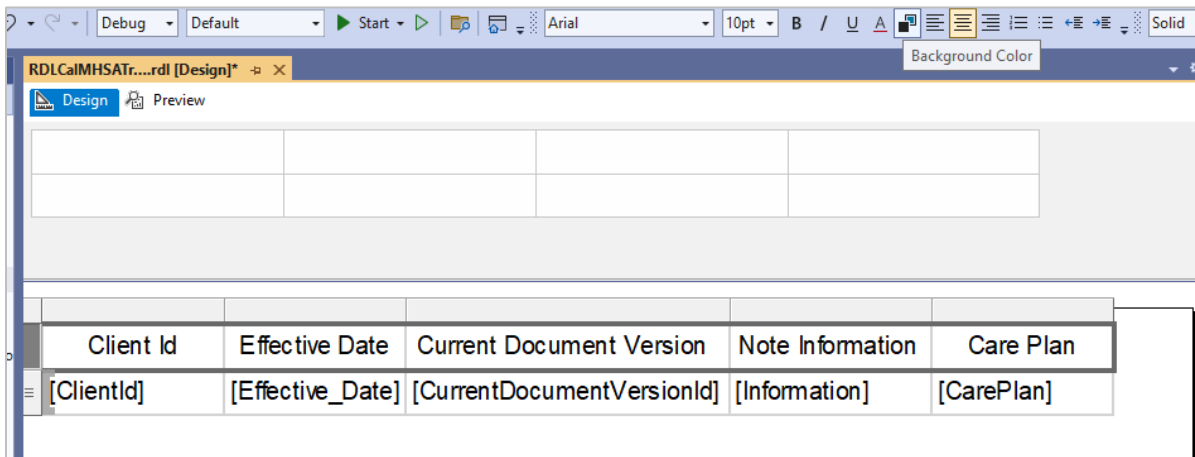 Debug Default Start Arial 10pt B I U A Solid
Background Color
RDLCalMHSATr....rdl [Design]*
Design Preview
Client Id Effective Date Current Document Version Note Information Care Plan
[ClientId] [Effective_Date] [CurrentDocumentVersionId] [Information] [CarePlan]